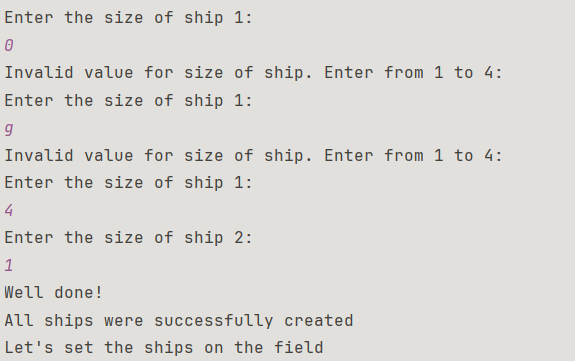 Enter the size of ship 1:
0
Invalid value for size of ship. Enter from 1 to 4:
Enter the size of ship 1:
g
Invalid value for size of ship. Enter from 1 to 4:
Enter the size of ship 1:
4
Enter the size of ship 2:
1
Well done!
All ships were successfully created
Let's set the ships on the field